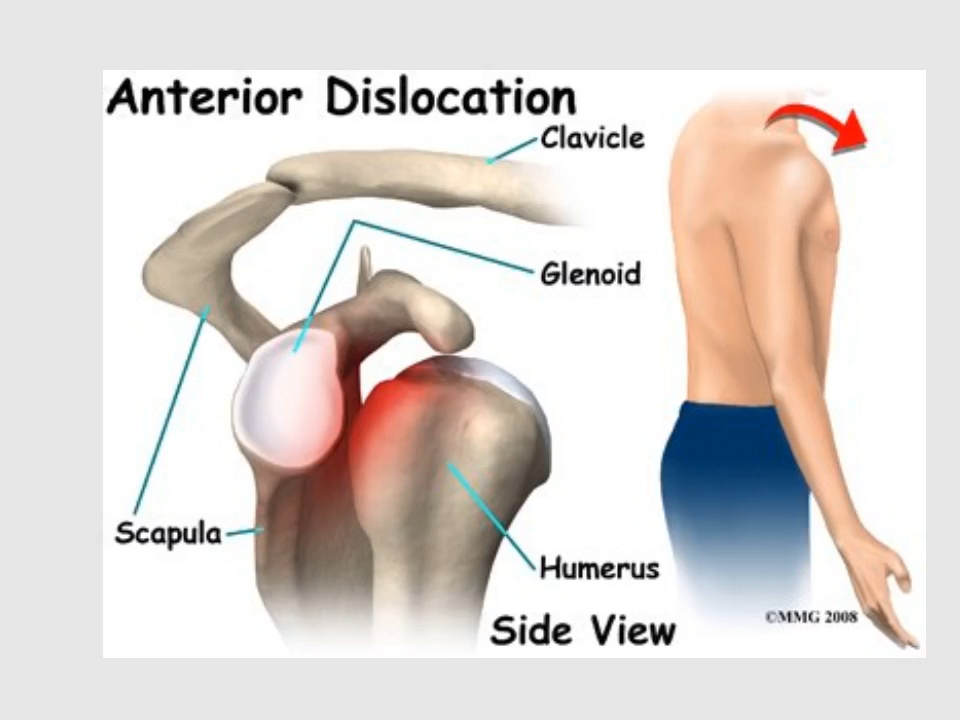 Anterior Dislocation
Clavicle
Glenoid
Scapula
Humerus
Side View
©MMG 2008